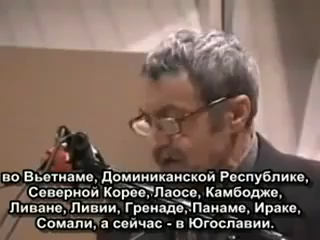 во Вьетнаме, Доминиканской Республике,
Северной Корее, Лаосе, Камбодже,
Ливане, Ливии, Гренаде, Панаме, Ираке,
Сомали, а сейчас - в Югославии.